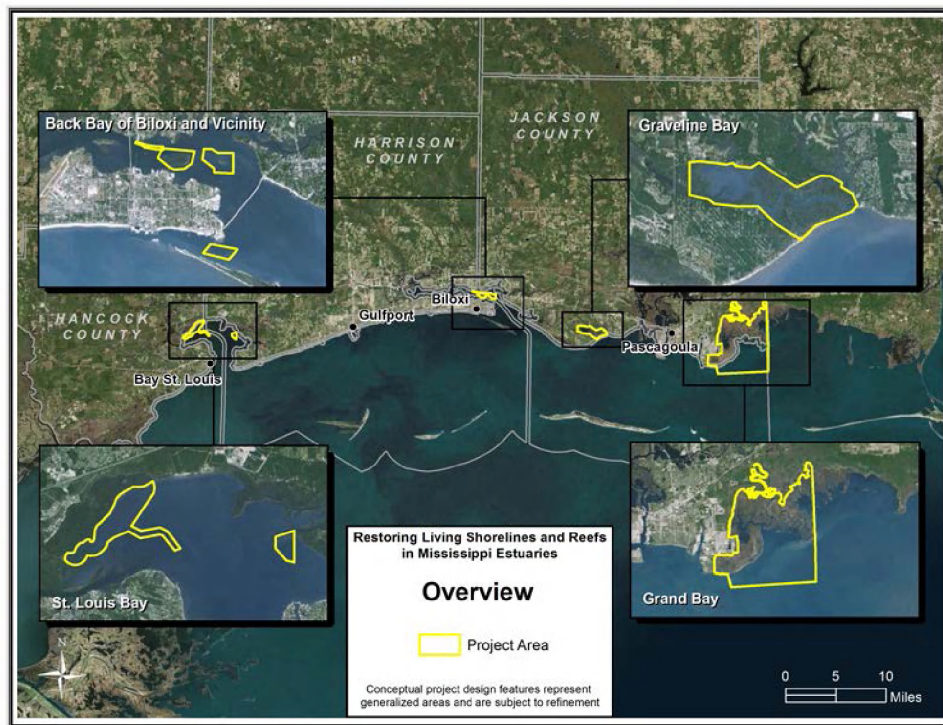 Back Bay of Biloxi and Vicinity
HARRISON
COUNTY
JACKSON
COUNTY
Graveline Bay
HANCOCK
COUNTY
Bay St. Louis
Gulfport
Biloxi
Pascagoula
St. Louis Bay
Restoring Living Shorelines and Reefs
in Mississippi Estuaries
Overview
Project Area
Conceptual project design features represent
generalized areas and are subject to refinement
Grand Bay
N
0 5 10
Miles